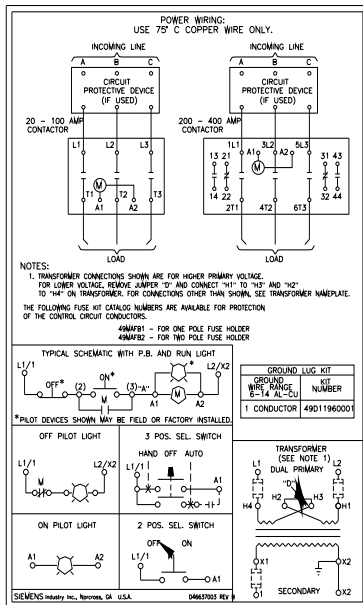 POWER WIRING:
USE 75° C COPPER WIRE ONLY.
INCOMING LINE
INCOMING LINE
A B C
A B C
CIRCUIT
PROTECTIVE DEVICE
(IF USED)
CIRCUIT
PROTECTIVE DEVICE
(IF USED)
20 - 100 AMP
CONTACTOR
200 - 400 AMP
CONTACTOR
L1 L2 L3
M
T1 T2 T3
A1 A2
1L1 3L2 5L3
13 21
A1 A2
M
31 43
14 22
32 44
2T1 4T2 6T3
LOAD
LOAD
NOTES:
1. TRANSFORMER CONNECTIONS SHOWN ARE FOR HIGHER PRIMARY VOLTAGE.
FOR LOWER VOLTAGE, REMOVE JUMPER "D" AND CONNECT "H1" TO "H3" AND "H2"
TO "H4" ON TRANSFORMER. FOR CONNECTIONS OTHER THAN SHOWN, SEE TRANSFORMER NAMEPLATE.
THE FOLLOWING FUSE KIT CATALOG NUMBERS ARE AVAILABLE FOR PROTECTION
OF THE CONTROL CIRCUIT CONDUCTORS.
49MAFB1 - FOR ONE POLE FUSE HOLDER
49MAFB2 - FOR TWO POLE FUSE HOLDER
TYPICAL SCHEMATIC WITH P.B. AND RUN LIGHT
L1/1 L2/X2
OFF* (2) ON* (3)"A" A1 M A2
M
*PILOT DEVICES SHOWN MAY BE FIELD OR FACTORY INSTALLED.
GROUND LUG KIT
GROUND
WIRE RANGE
6-14 AL-CU
KIT
NUMBER
1 CONDUCTOR 49D11960001
OFF PILOT LIGHT
L1/1 L2/X2
M
3 POS. SEL. SWITCH
HAND OFF AUTO
L1/1 A1
TRANSFORMER
(SEE NOTE 1)
L1 DUAL PRIMARY L2
"D"
H4 H2 H3 H1
X1 X2
1 SECONDARY X2
ON PILOT LIGHT
A1 A2
2 POS. SEL. SWITCH
OFF ON
L1/1
A1
SIEMENS Industry Inc., Norcross, GA U.S.A. D46637003 REV B